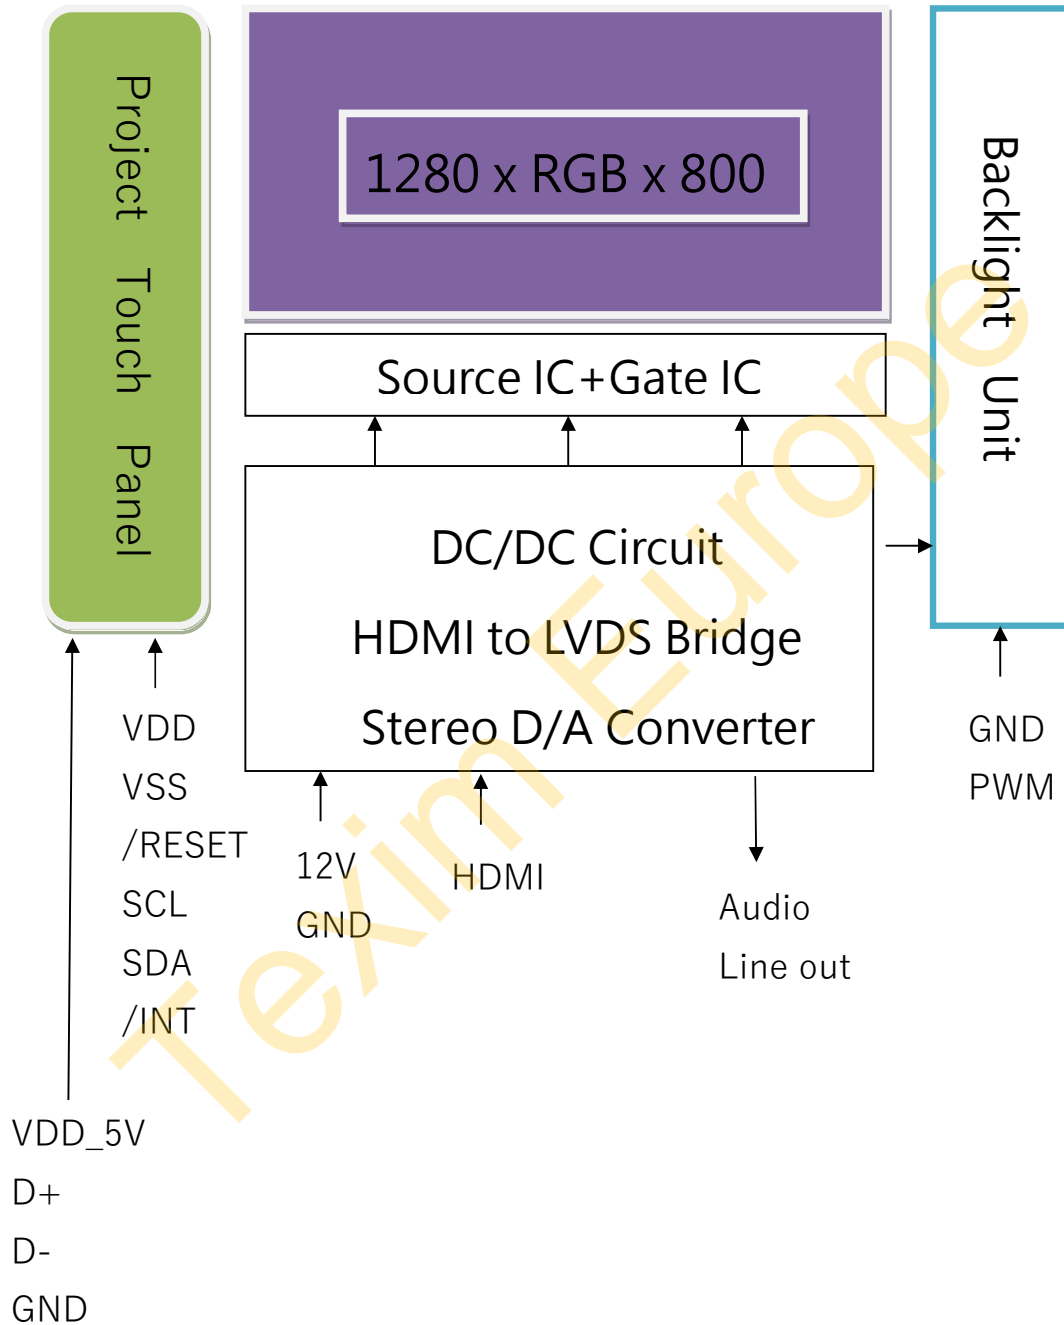 Project Touch Panel
1280 x RGB x 800
Backlight Unit
Source IC+Gate IC
DC/DC Circuit
HDMI to LVDS Bridge
Stereo D/A Converter
VDD
VSS
/RESET
SCL
SDA
/INT
12V
GND
HDMI
Audio
Line out
GND
PWM
VDD_5V
D+
D-
GND
Texim Europe